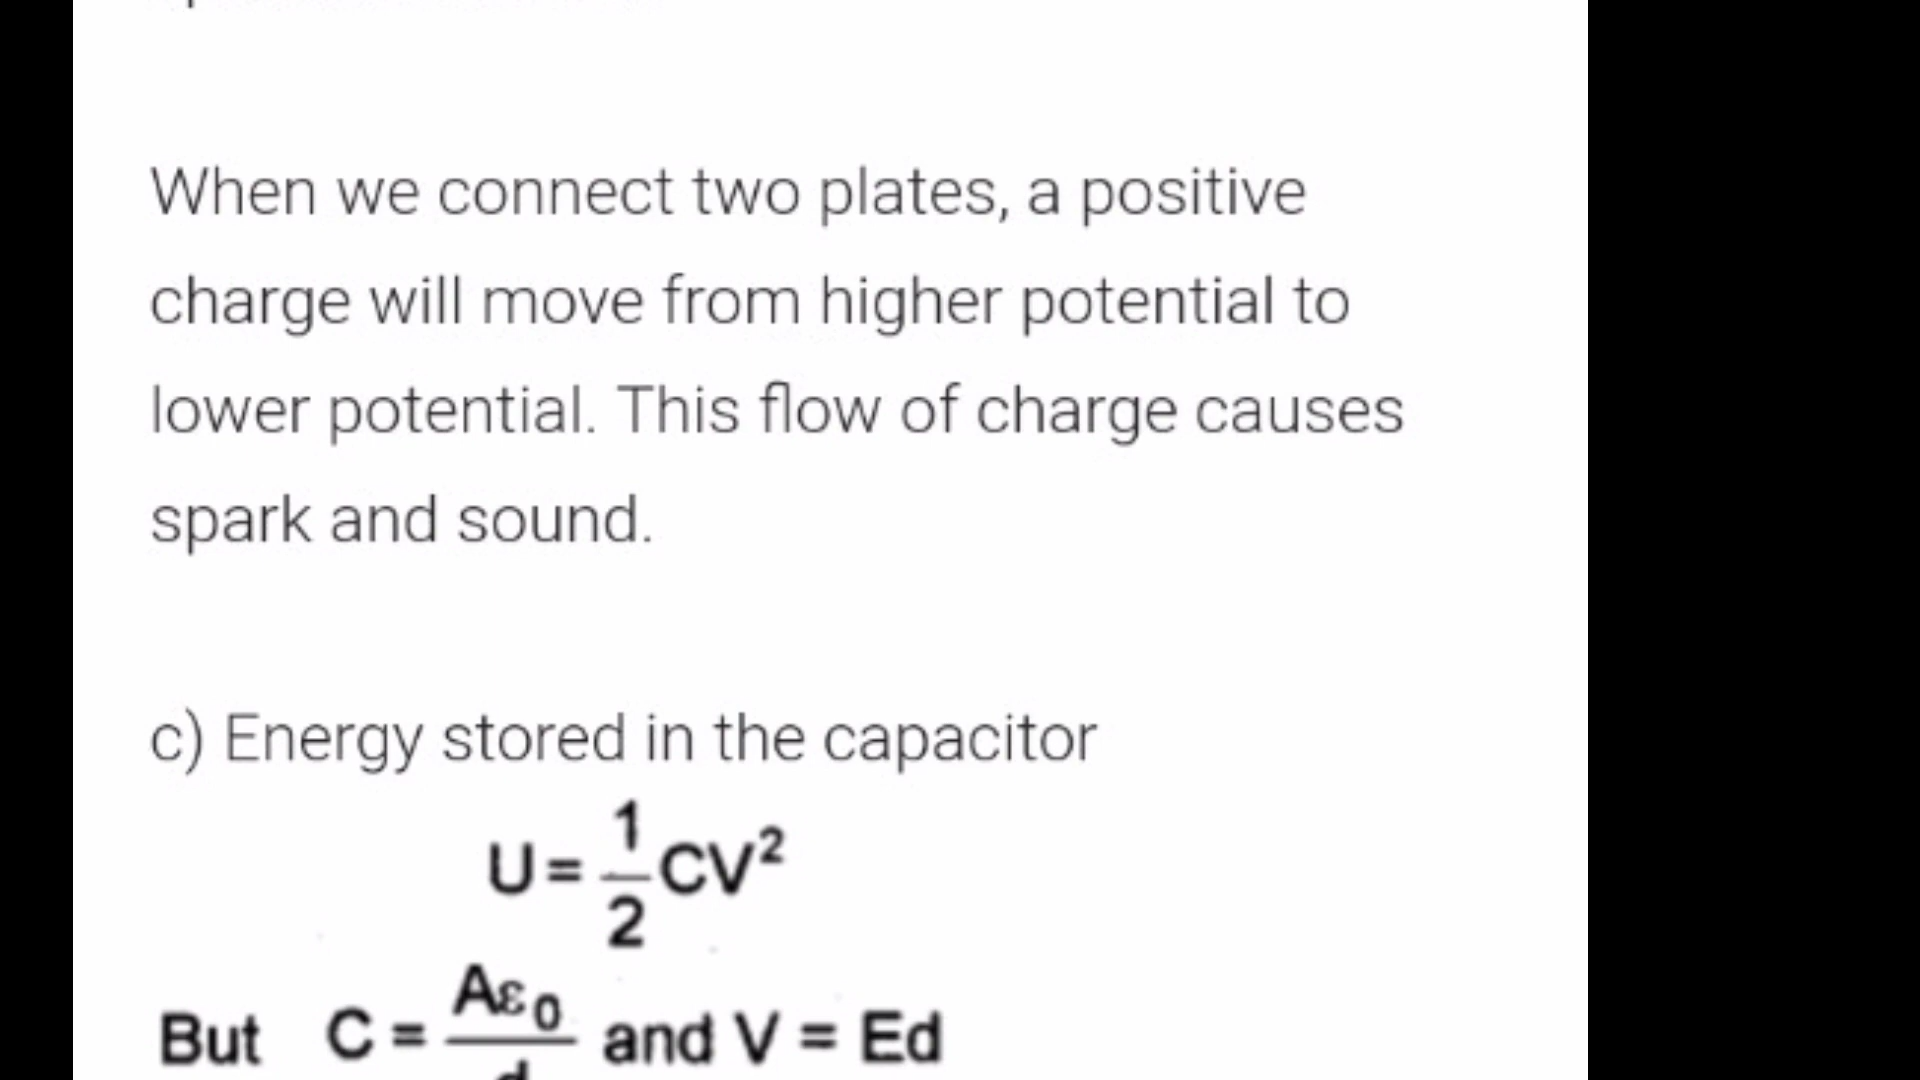 When we connect two plates, a positive
charge will move from higher potential to
lower potential. This flow of charge causes
spark and sound.
c) Energy stored in the capacitor
U = 1/2 CV²
But C = Aε₀/d and V = Ed